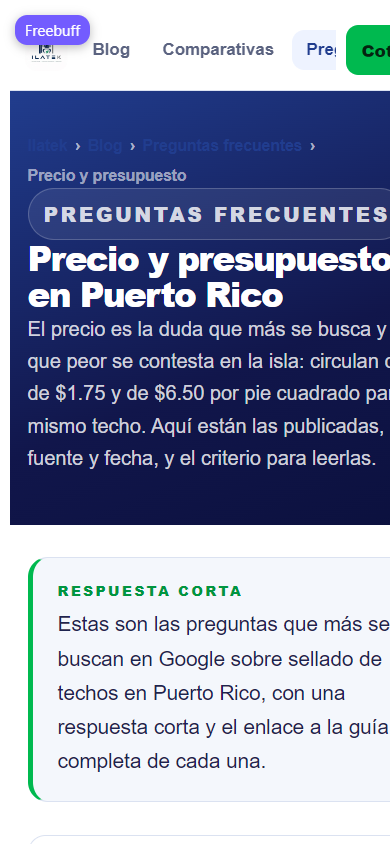 Freebuff
ILATEK
Blog Comparativas Preg Cot
Ilatek › Blog › Preguntas frecuentes ›
Precio y presupuesto
PREGUNTAS FRECUENTES
Precio y presupuesto
en Puerto Rico
El precio es la duda que más se busca y
que peor se contesta en la isla: circulan
de $1.75 y de $6.50 por pie cuadrado
mismo techo. Aquí están las publicadas,
fuente y fecha, y el criterio para leerlas.
RESPUESTA CORTA
Estas son las preguntas que más se
buscan en Google sobre sellado de
techos en Puerto Rico, con una
respuesta corta y el enlace a la guía
completa de cada una.